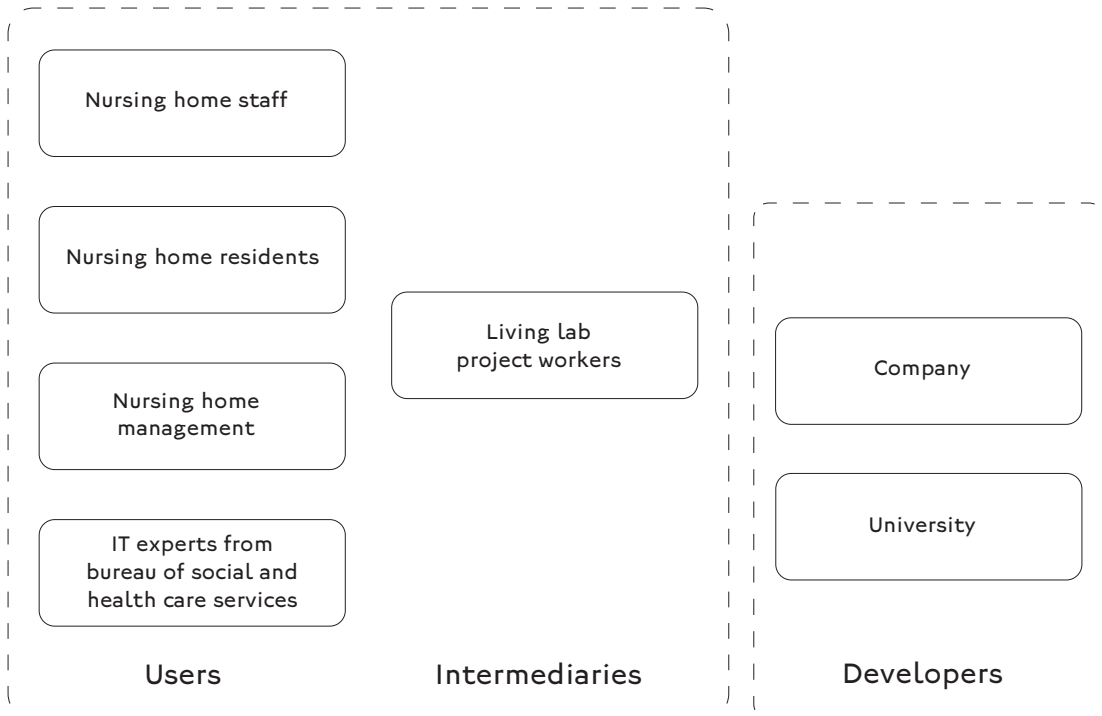 Nursing home staff
Nursing home residents
Nursing home
management
IT experts from
bureau of social and
health care services
Users
Living lab
project workers
Intermediaries
Company
University
Developers